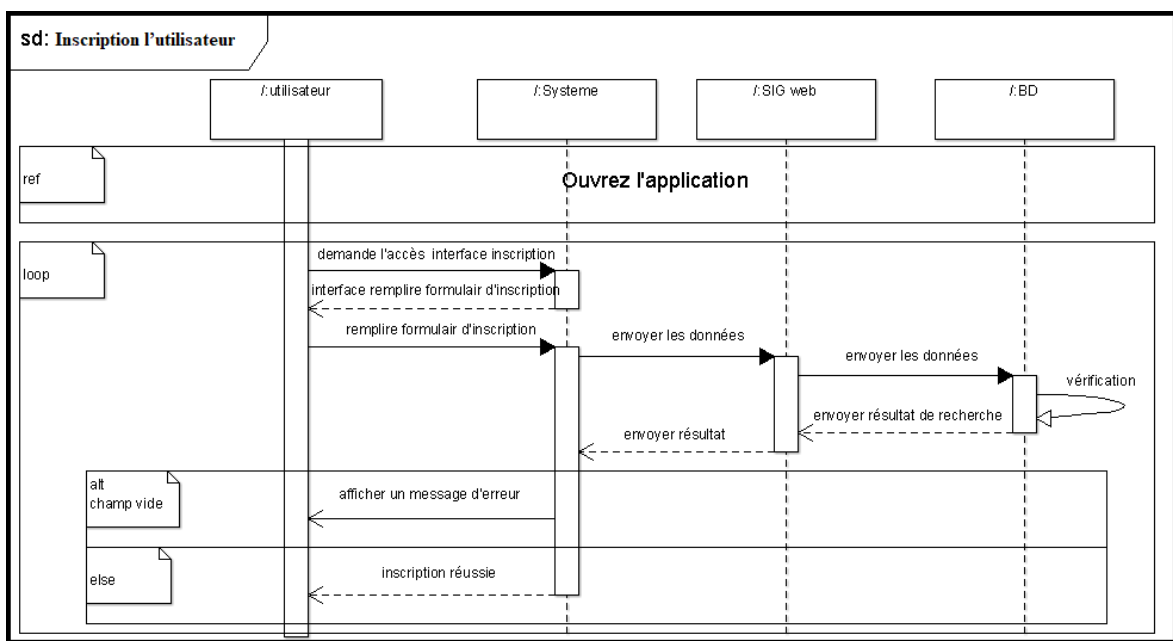 sd: Inscription l'utilisateur
/:utilisateur
/:Systeme
/:SIG web
/:BD
ref
Ouvrez l'application
loop
demande l'accès interface inscription
interface remplire formulair d'inscription
remplire formulair d'inscription
envoyer les données
envoyer les données
vérification
envoyer résultat de recherche
envoyer résultat
alt
champ vide
afficher un message d'erreur
else
inscription réussie